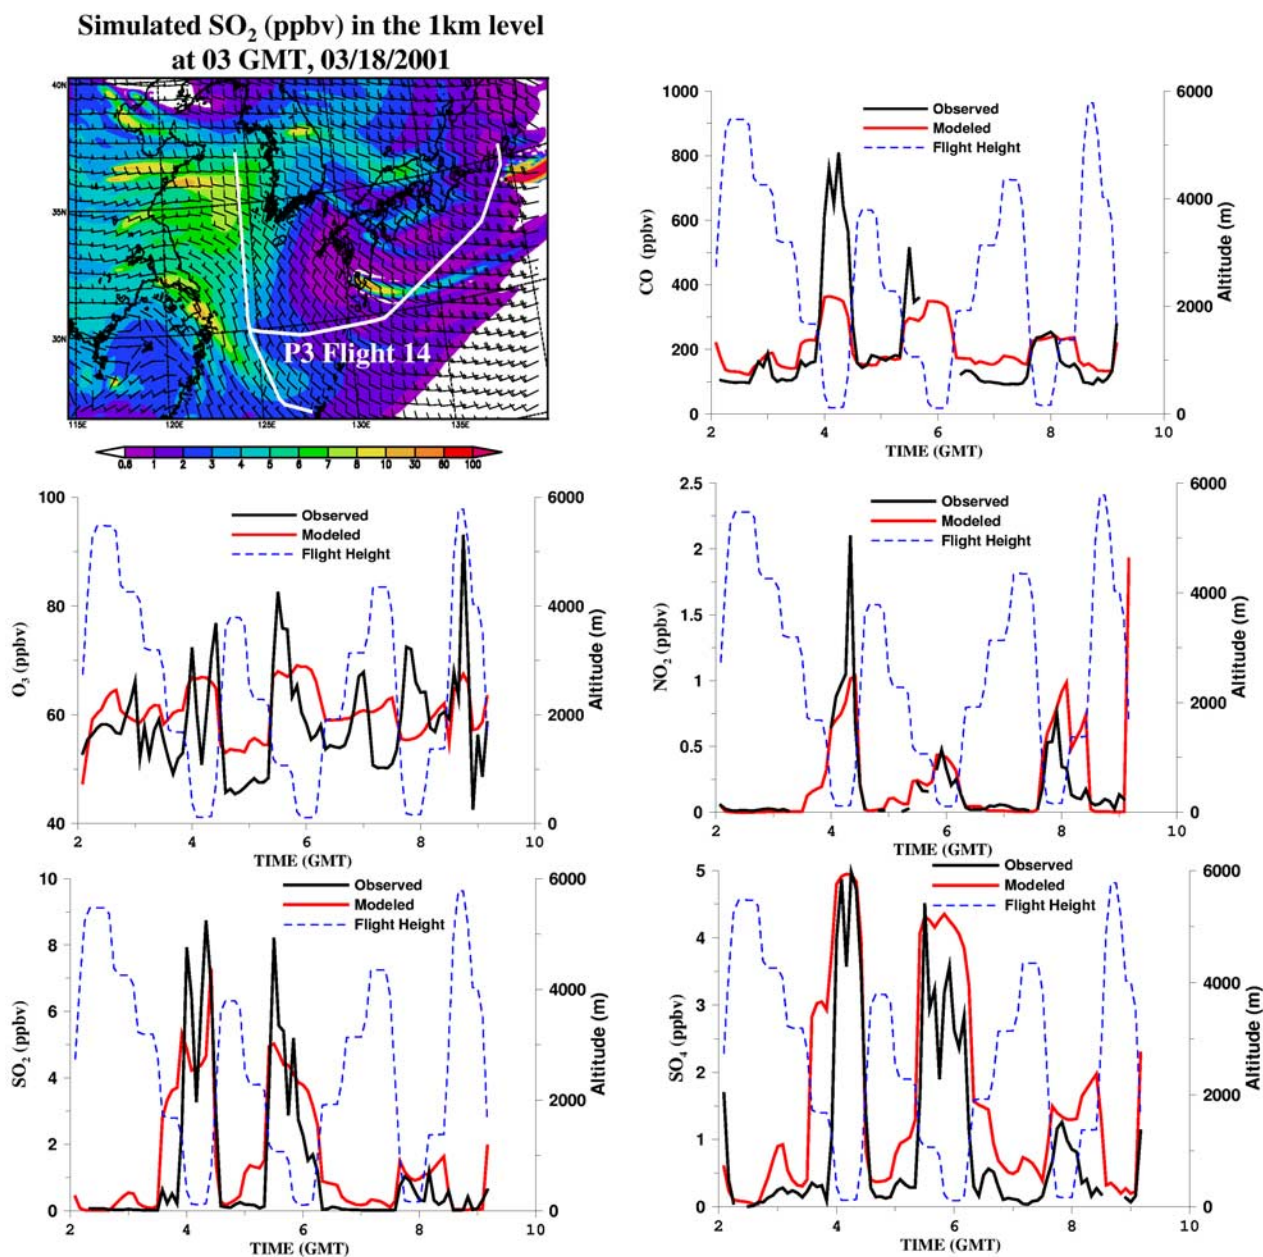 Simulated SO2 (ppbv) in the 1km level
at 03 GMT, 03/18/2001
40N
35N
30N
P3 Flight 14
115E 120E 125E 130E 135E
0.6 1 2 3 4 5 6 7 8 10 30 60 100
1000 6000
Observed
Modeled
Flight Height
800
600 4000
CO (ppbv)
Altitude (m)
400
2000
200
0 0
2 4 6 8 10
TIME (GMT)
100 6000
Observed
Modeled
Flight Height
80
4000
O3 (ppbv)
Altitude (m)
60 2000
40 0
2 4 6 8 10
TIME (GMT)
2.5 6000
Observed
Modeled
Flight Height
2
4000
1.5
NO2 (ppbv)
Altitude (m)
1
2000
0.5
0 0
2 4 6 8 10
TIME (GMT)
10 6000
Observed
Modeled
Flight Height
8
6 4000
SO2 (ppbv)
Altitude (m)
4
2000
2
0 0
2 4 6 8 10
TIME (GMT)
5 6000
Observed
Modeled
Flight Height
4
4000
3
SO4 (ppbv)
Altitude (m)
2
2000
1
0 0
2 4 6 8 10
TIME (GMT)